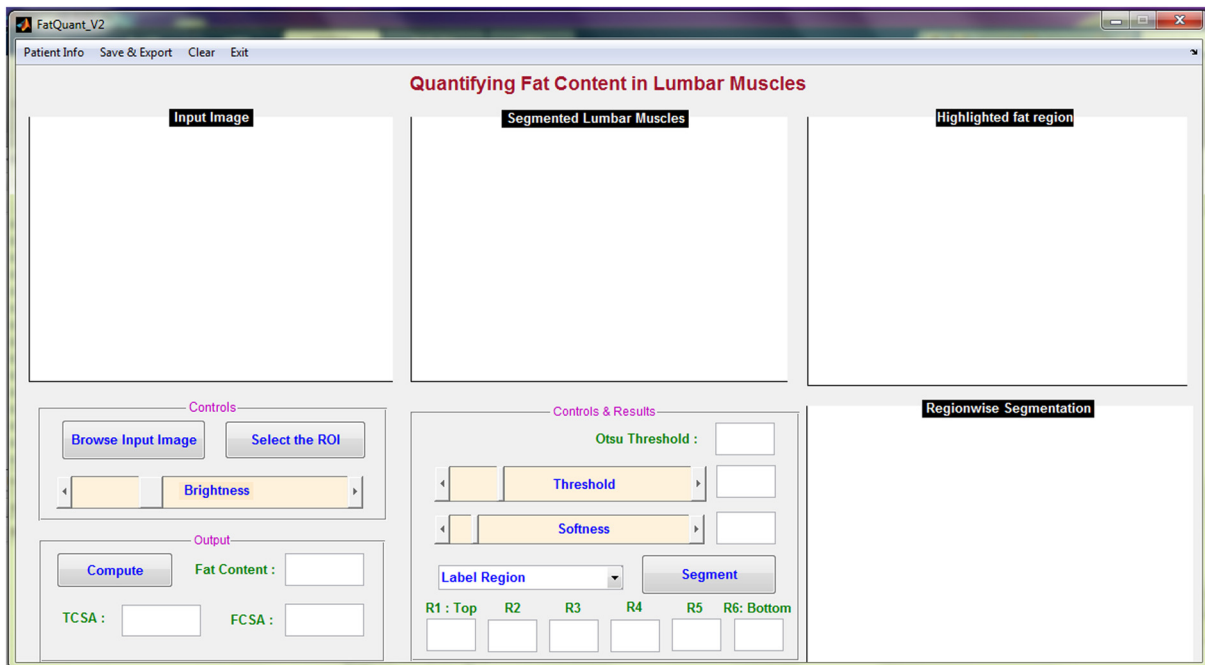 FatQuant_V2
Patient Info Save & Export Clear Exit
Quantifying Fat Content in Lumbar Muscles
Input Image
Segmented Lumbar Muscles
Highlighted fat region
Controls
Browse Input Image
Select the ROI
Brightness
Output
Compute
Fat Content :
TCSA :
FCSA :
Controls & Results
Otsu Threshold :
Threshold
Softness
Label Region
Segment
R1 : Top R2 R3 R4 R5 R6: Bottom
Regionwise Segmentation